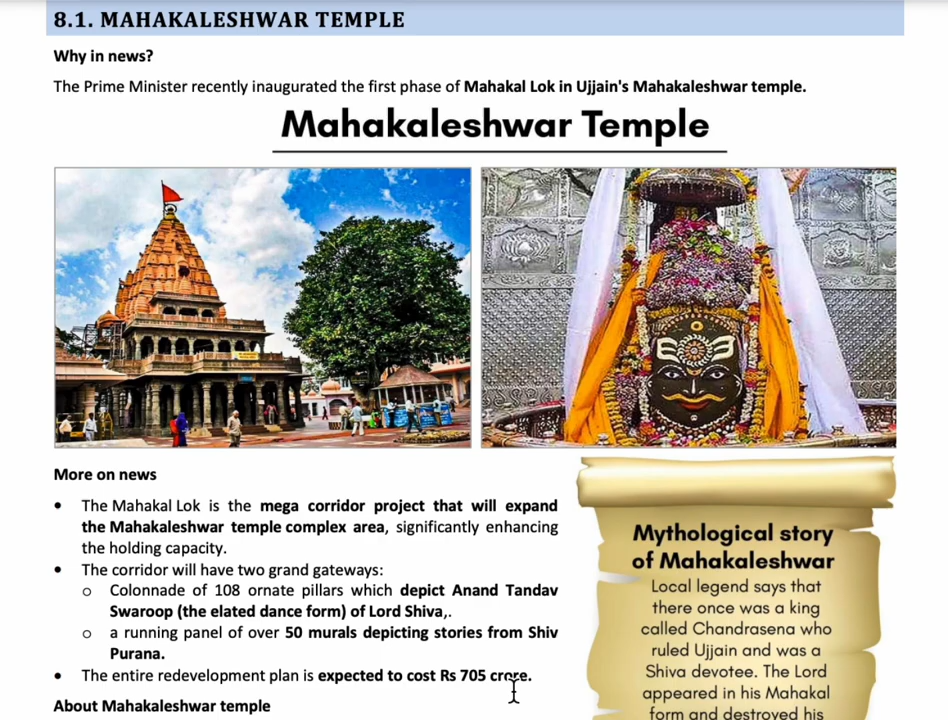 8.1. MAHAKALESHWAR TEMPLE
Why in news?
The Prime Minister recently inaugurated the first phase of Mahakal Lok in Ujjain's Mahakaleshwar temple.
Mahakaleshwar Temple
More on news
• The Mahakal Lok is the mega corridor project that will expand
the Mahakaleshwar temple complex area, significantly enhancing
the holding capacity.
• The corridor will have two grand gateways:
o Colonnade of 108 ornate pillars which depict Anand Tandav
Swaroop (the elated dance form) of Lord Shiva,.
o a running panel of over 50 murals depicting stories from Shiv
Purana.
• The entire redevelopment plan is expected to cost Rs 705 crore.
About Mahakaleshwar temple
Mythological story
of Mahakaleshwar
Local legend says that
there once was a king
called Chandrasena who
ruled Ujjain and was a
Shiva devotee. The Lord
appeared in his Mahakal
form and destroyed his